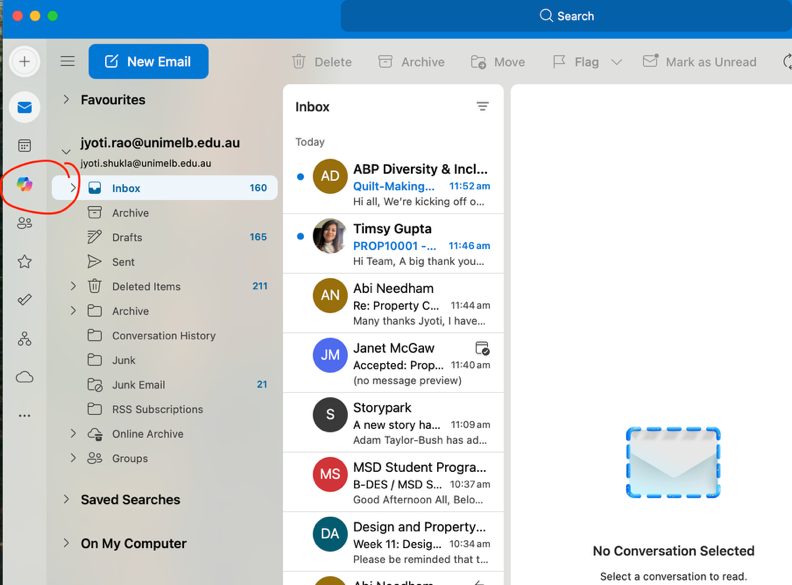 Search
New Email
Delete
Archive
Move
Flag
Mark as Unread
Favourites
jyoti.rao@unimelb.edu.au
jyoti.shukla@unimelb.edu.au
Inbox 160
Archive
Drafts 165
Sent
Deleted Items 211
Archive
Conversation History
Junk
Junk Email 21
RSS Subscriptions
Online Archive
Groups
Saved Searches
On My Computer
Inbox
Today
AD
ABP Diversity & Incl...
Quilt-Making... 11:52 am
Hi all, We're kicking off o...
Timsy Gupta
PROP10001 -... 11:46 am
Hi Team, A big thank you...
AN
Abi Needham
Re: Property C... 11:44 am
Many thanks Jyoti, I have...
JM
Janet McGaw
Accepted: Prop... 11:40 am
(no message preview)
S
Storypark
A new story ha... 11:09 am
Adam Taylor-Bush has ad...
MS
MSD Student Progra...
B-DES / MSD S... 10:37 am
Good Afternoon All, Belo...
DA
Design and Property...
Week 11: Desig... 10:34 am
Please be reminded that t...
Abi Needham
No Conversation Selected
Select a conversation to read.